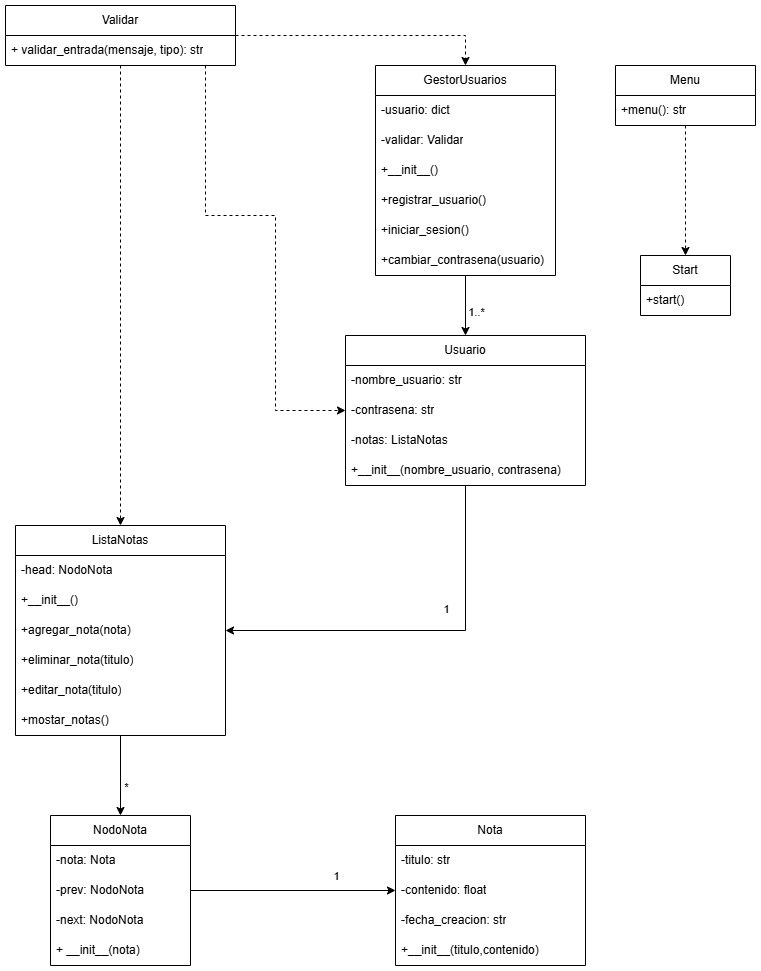 Validar
+ validar_entrada(mensaje, tipo): str
GestorUsuarios
-usuario: dict
-validar: Validar
+__init__()
+registrar_usuario()
+iniciar_sesion()
+cambiar_contrasena(usuario)
Menu
+menu(): str
Start
+start()
1..*
Usuario
-nombre_usuario: str
-contrasena: str
-notas: ListaNotas
+__init__(nombre_usuario, contrasena)
ListaNotas
-head: NodoNota
+__init__()
+agregar_nota(nota)
+eliminar_nota(titulo)
+editar_nota(titulo)
+mostar_notas()
1
*
NodoNota
-nota: Nota
-prev: NodoNota
-next: NodoNota
+ __init__(nota)
1
Nota
-titulo: str
-contenido: float
-fecha_creacion: str
+__init__(titulo,contenido)